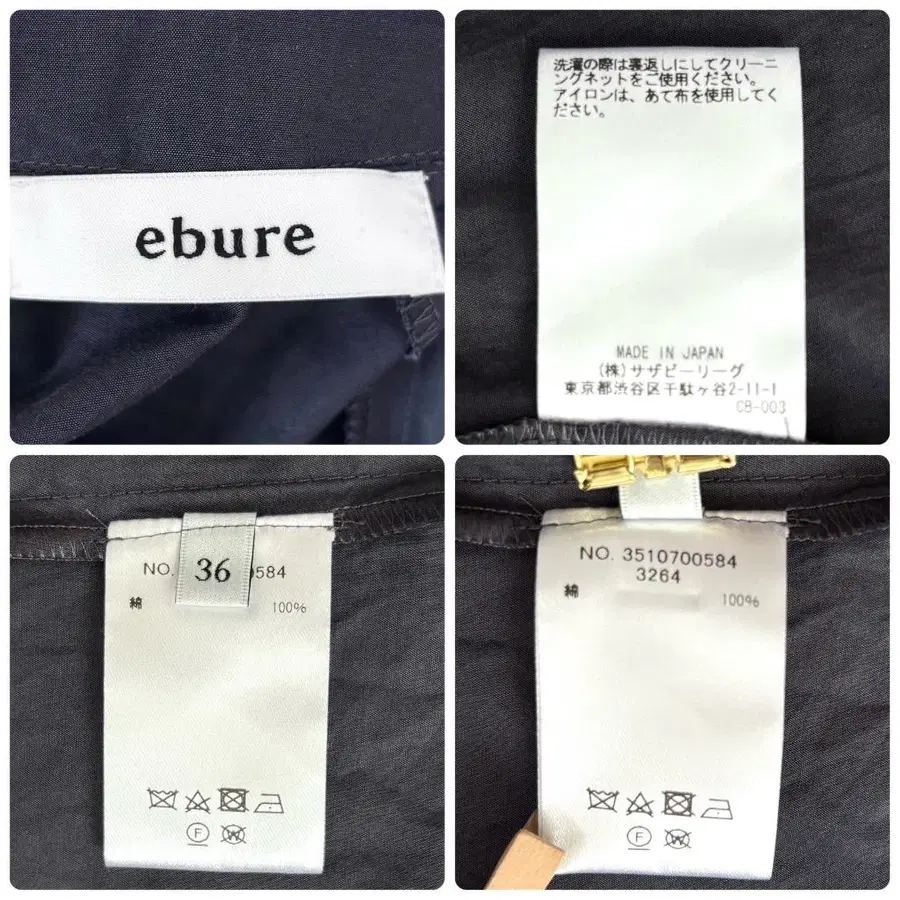 ebure
洗濯の際は裏返しにしてクリーニ
ングネットをご使用ください。
アイロンは、あて布を使用してく
ださい。
MADE IN JAPAN
(株)サザビーリーグ
東京都渋谷区千駄ヶ谷2-11-1
CB-003
NO. 0584
36
綿 100%
F
W
NO. 3510700584
3264
綿 100%
F
W